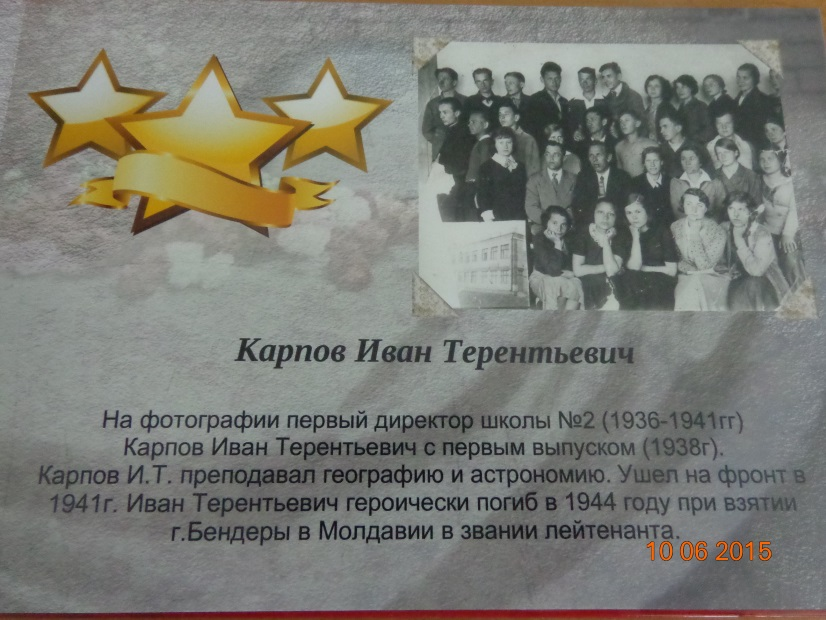 Карпов Иван Терентьевич
На фотографии первый директор школы №2 (1936-1941гг)
Карпов Иван Терентьевич с первым выпуском (1938г).
Карпов И.Т. преподавал географию и астрономию. Ушел на фронт в
1941г. Иван Терентьевич героически погиб в 1944 году при взятии
г.Бендеры в Молдавии в звании лейтенанта.
10 06 2015